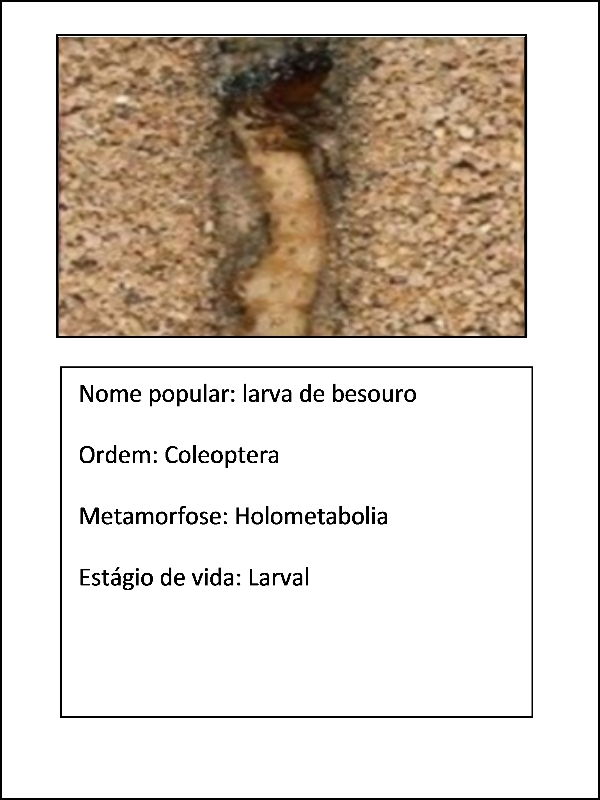 Nome popular: larva de besouro
Ordem: Coleoptera
Metamorfose: Holometabolia
Estágio de vida: Larval